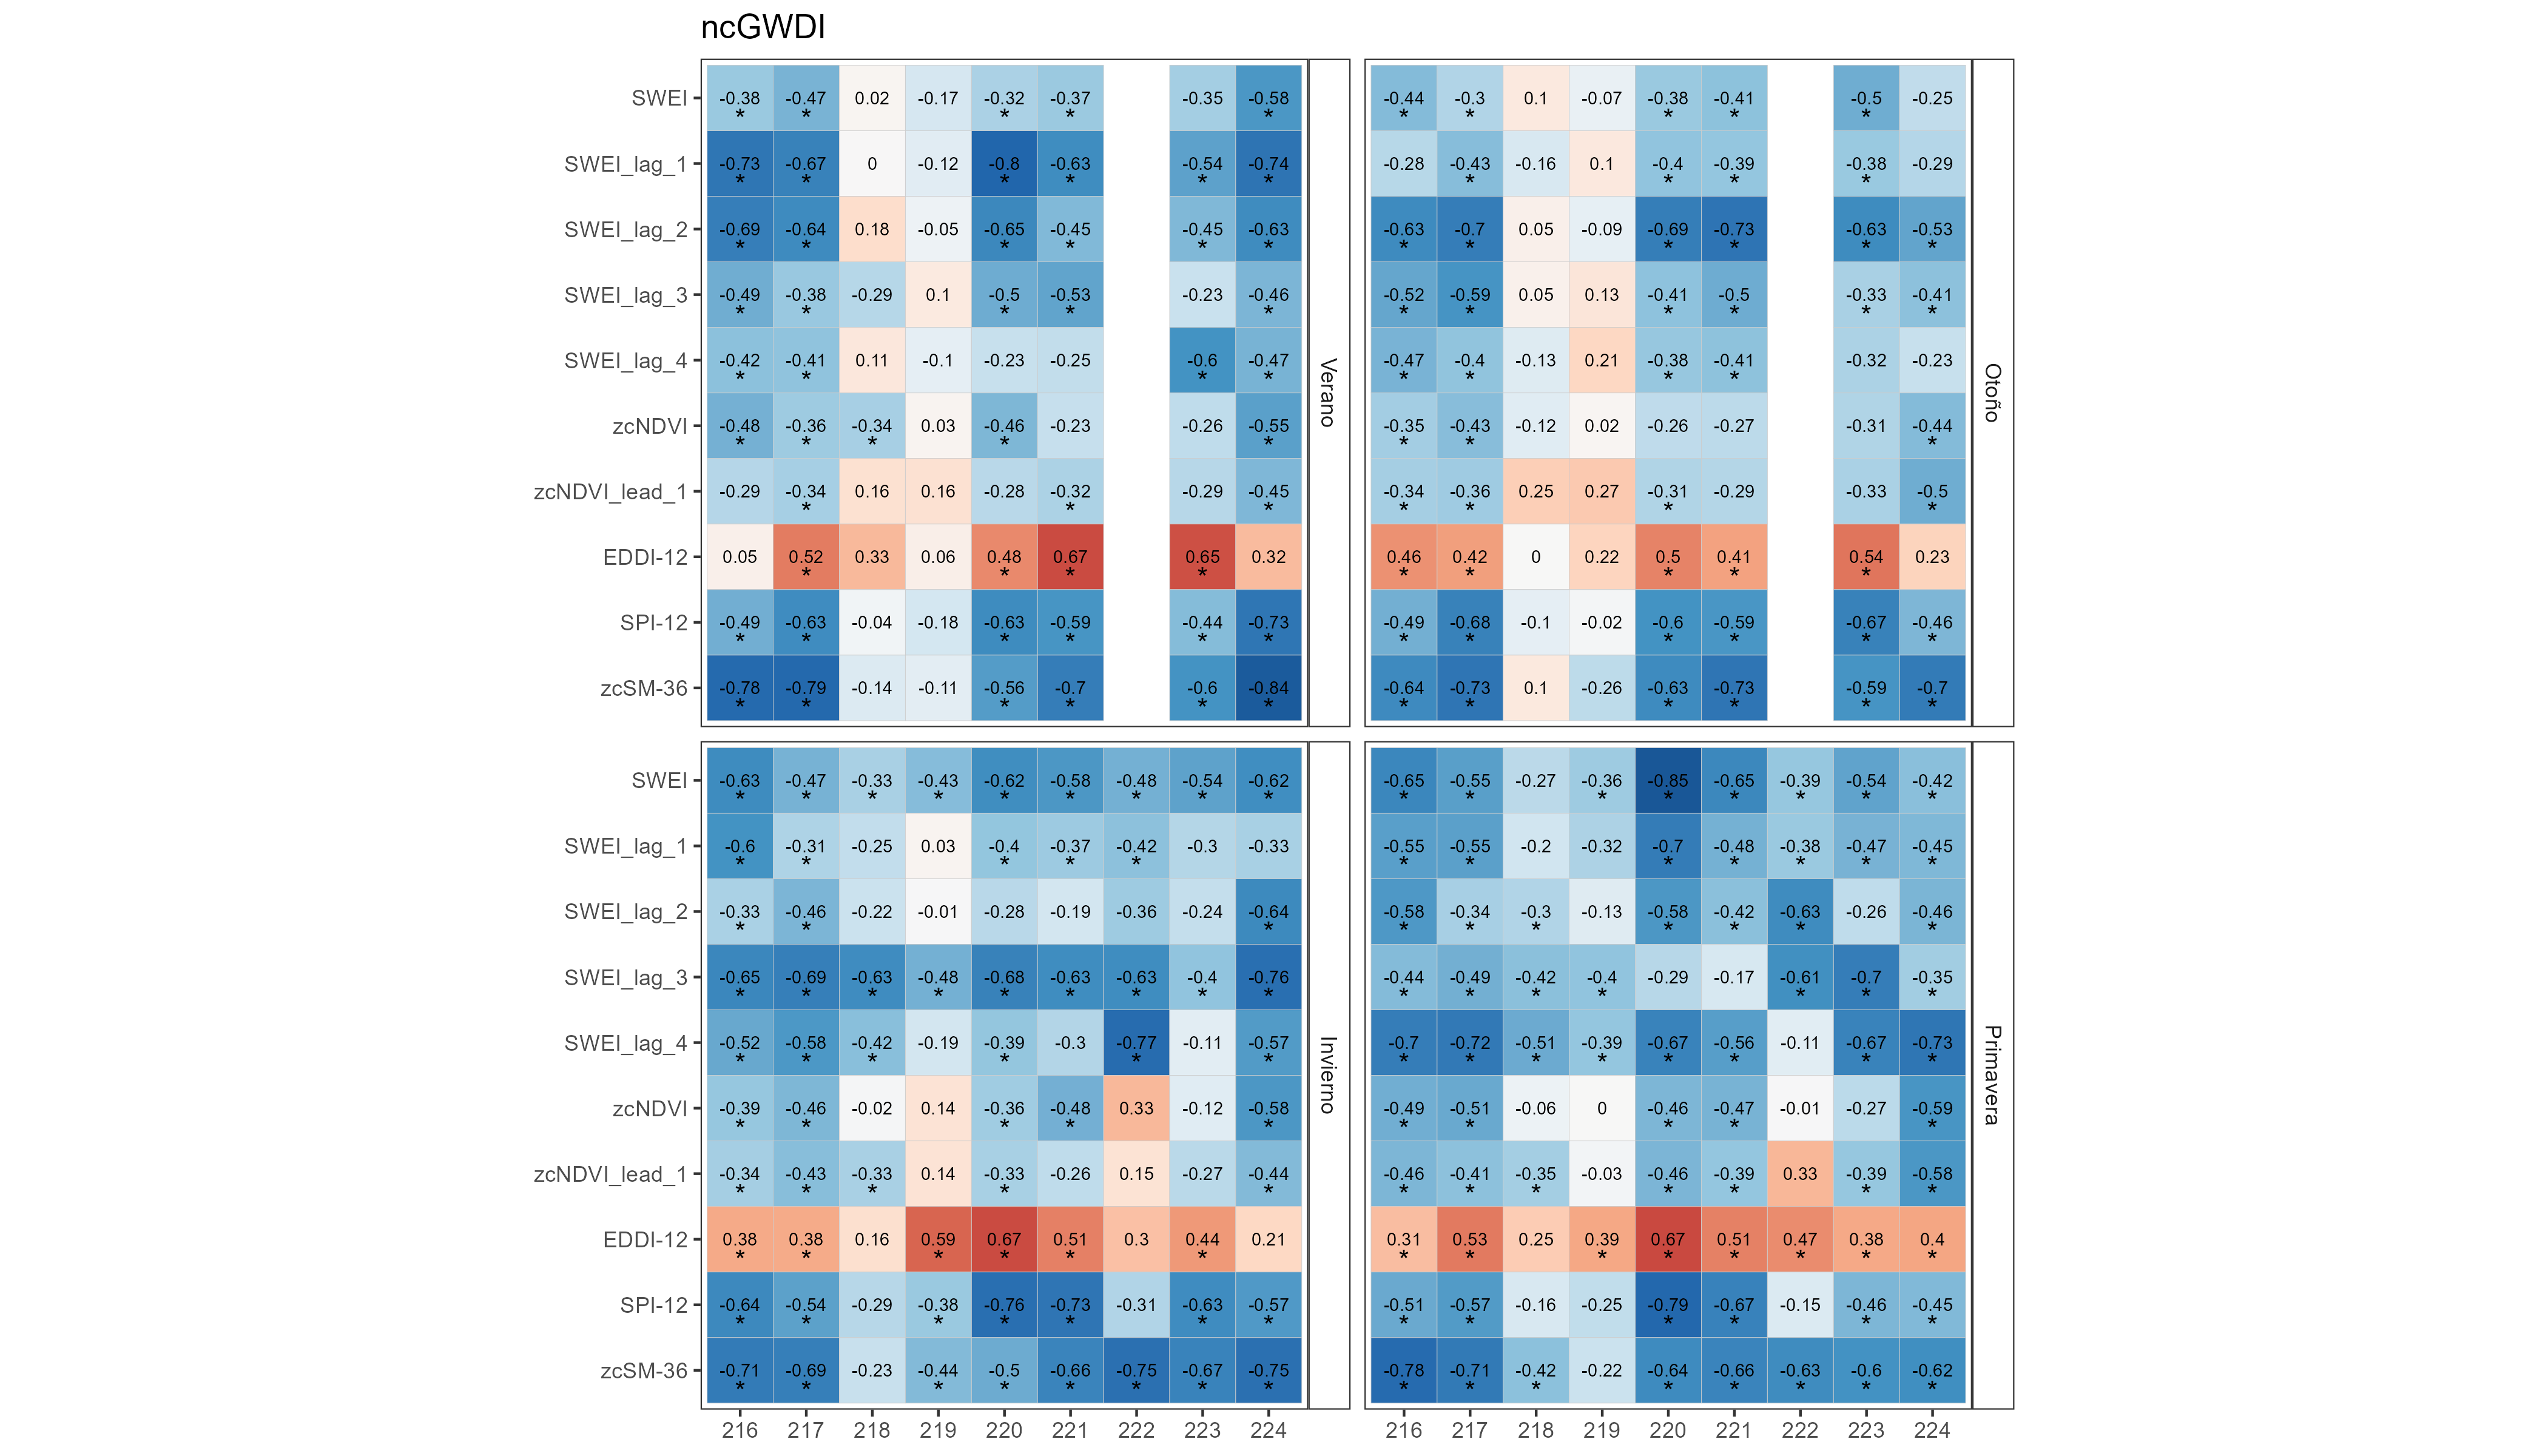 ncGWDI
SWEI -0.38 * -0.47 * 0.02 -0.17 -0.32 * -0.37 * -0.35 -0.58 * -0.44 * -0.3 * 0.1 -0.07 -0.38 * -0.41 * -0.5 * -0.25
SWEI_lag_1 -0.73 * -0.67 * 0 -0.12 -0.8 * -0.63 * -0.54 * -0.74 * -0.28 -0.43 * -0.16 0.1 -0.4 * -0.39 * -0.38 * -0.29
SWEI_lag_2 -0.69 * -0.64 * 0.18 -0.05 -0.65 * -0.45 * -0.45 * -0.63 * -0.63 * -0.7 * 0.05 -0.09 -0.69 * -0.73 * -0.63 * -0.53 *
SWEI_lag_3 -0.49 * -0.38 * -0.29 0.1 -0.5 * -0.53 * -0.23 -0.46 * -0.52 * -0.59 * 0.05 0.13 -0.41 * -0.5 * -0.33 * -0.41 *
SWEI_lag_4 -0.42 * -0.41 * 0.11 -0.1 -0.23 -0.25 -0.6 * -0.47 * -0.47 * -0.4 * -0.13 0.21 -0.38 * -0.41 * -0.32 -0.23
zcNDVI -0.48 * -0.36 * -0.34 * 0.03 -0.46 * -0.23 -0.26 -0.55 * -0.35 * -0.43 * -0.12 0.02 -0.26 -0.27 -0.31 -0.44 *
zcNDVI_lead_1 -0.29 -0.34 * 0.16 0.16 -0.28 -0.32 * -0.29 -0.45 * -0.34 * -0.36 * 0.25 0.27 -0.31 * -0.29 -0.33 -0.5 *
EDDI-12 0.05 0.52 * 0.33 0.06 0.48 * 0.67 * 0.65 * 0.32 0.46 * 0.42 * 0 0.22 0.5 * 0.41 * 0.54 * 0.23
SPI-12 -0.49 * -0.63 * -0.04 -0.18 -0.63 * -0.59 * -0.44 * -0.73 * -0.49 * -0.68 * -0.1 -0.02 -0.6 * -0.59 * -0.67 * -0.46 *
zcSM-36 -0.78 * -0.79 * -0.14 -0.11 -0.56 * -0.7 * -0.6 * -0.84 * -0.64 * -0.73 * 0.1 -0.26 -0.63 * -0.73 * -0.59 * -0.7 *
Verano
Otoño
SWEI -0.63 * -0.47 * -0.33 * -0.43 * -0.62 * -0.58 * -0.48 * -0.54 * -0.62 * -0.65 * -0.55 * -0.27 -0.36 * -0.85 * -0.65 * -0.39 * -0.54 * -0.42 *
SWEI_lag_1 -0.6 * -0.31 * -0.25 0.03 -0.4 * -0.37 * -0.42 * -0.3 -0.33 -0.55 * -0.55 * -0.2 -0.32 -0.7 * -0.48 * -0.38 * -0.47 * -0.45 *
SWEI_lag_2 -0.33 * -0.46 * -0.22 -0.01 -0.28 -0.19 -0.36 -0.24 -0.64 * -0.58 * -0.34 * -0.3 * -0.13 -0.58 * -0.42 * -0.63 * -0.26 -0.46 *
SWEI_lag_3 -0.65 * -0.69 * -0.63 * -0.48 * -0.68 * -0.63 * -0.63 * -0.4 * -0.76 * -0.44 * -0.49 * -0.42 * -0.4 * -0.29 -0.17 -0.61 * -0.7 * -0.35 *
SWEI_lag_4 -0.52 * -0.58 * -0.42 * -0.19 -0.39 * -0.3 -0.77 * -0.11 -0.57 * -0.7 * -0.72 * -0.51 * -0.39 * -0.67 * -0.56 * -0.11 -0.67 * -0.73 *
zcNDVI -0.39 * -0.46 * -0.02 0.14 -0.36 * -0.48 * 0.33 -0.12 -0.58 * -0.49 * -0.51 * -0.06 0 -0.46 * -0.47 * -0.01 -0.27 -0.59 *
zcNDVI_lead_1 -0.34 * -0.43 * -0.33 * 0.14 -0.33 * -0.26 0.15 -0.27 -0.44 * -0.46 * -0.41 * -0.35 * -0.03 -0.46 * -0.39 * 0.33 -0.39 * -0.58 *
EDDI-12 0.38 * 0.38 * 0.16 0.59 * 0.67 * 0.51 * 0.3 0.44 * 0.21 0.31 * 0.53 * 0.25 0.39 * 0.67 * 0.51 * 0.47 * 0.38 * 0.4 *
SPI-12 -0.64 * -0.54 * -0.29 -0.38 * -0.76 * -0.73 * -0.31 -0.63 * -0.57 * -0.51 * -0.57 * -0.16 -0.25 -0.79 * -0.67 * -0.15 -0.46 * -0.45 *
zcSM-36 -0.71 * -0.69 * -0.23 -0.44 * -0.5 * -0.66 * -0.75 * -0.67 * -0.75 * -0.78 * -0.71 * -0.42 * -0.22 -0.64 * -0.66 * -0.63 * -0.6 * -0.62 *
Invierno
Primavera
216 217 218 219 220 221 222 223 224 216 217 218 219 220 221 222 223 224